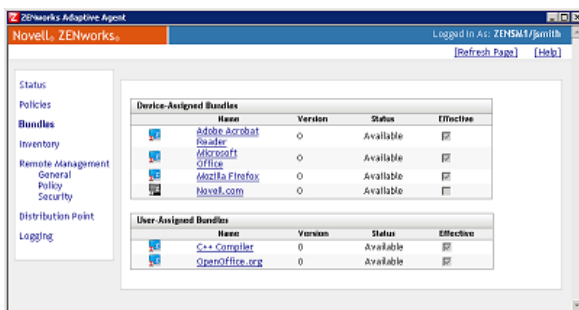 ZENworks Adaptive Agent
Novell® ZENworks®
Logged In As: ZENSM1/jsmith
[Refresh Page] [Help]
Status
Policies
Bundles
Inventory
Remote Management
General
Policy
Security
Distribution Point
Logging
Device-Assigned Bundles
Name Version Status Effective
Adobe Acrobat Reader 0 Available
Microsoft Office 0 Available
Mozilla Firefox 0 Available
Novell.com 0 Available
User-Assigned Bundles
Name Version Status Effective
C++ Compiler 0 Available
OpenOffice.org 0 Available